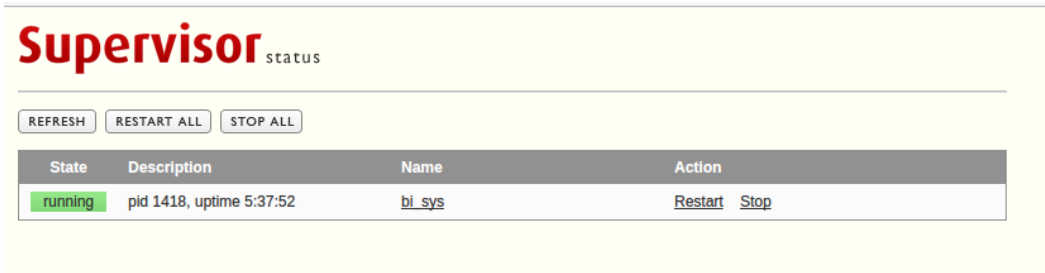 Supervisor status
REFRESH RESTART ALL STOP ALL
State Description Name Action
running pid 1418, uptime 5:37:52 bi_sys Restart Stop